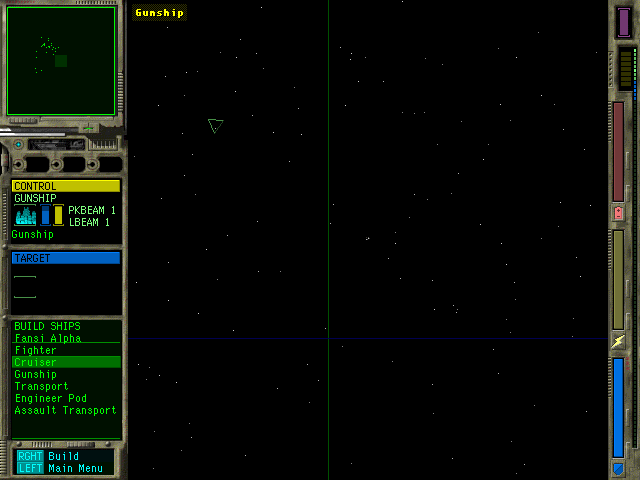 Gunship
CONTROL
GUNSHIP
PKBEAM 1
LBEAM 1
Gunship
TARGET
BUILD SHIPS
Fansi Alpha
Fighter
Cruiser
Gunship
Transport
Engineer Pod
Assault Transport
RGHT Build
LEFT Main Menu